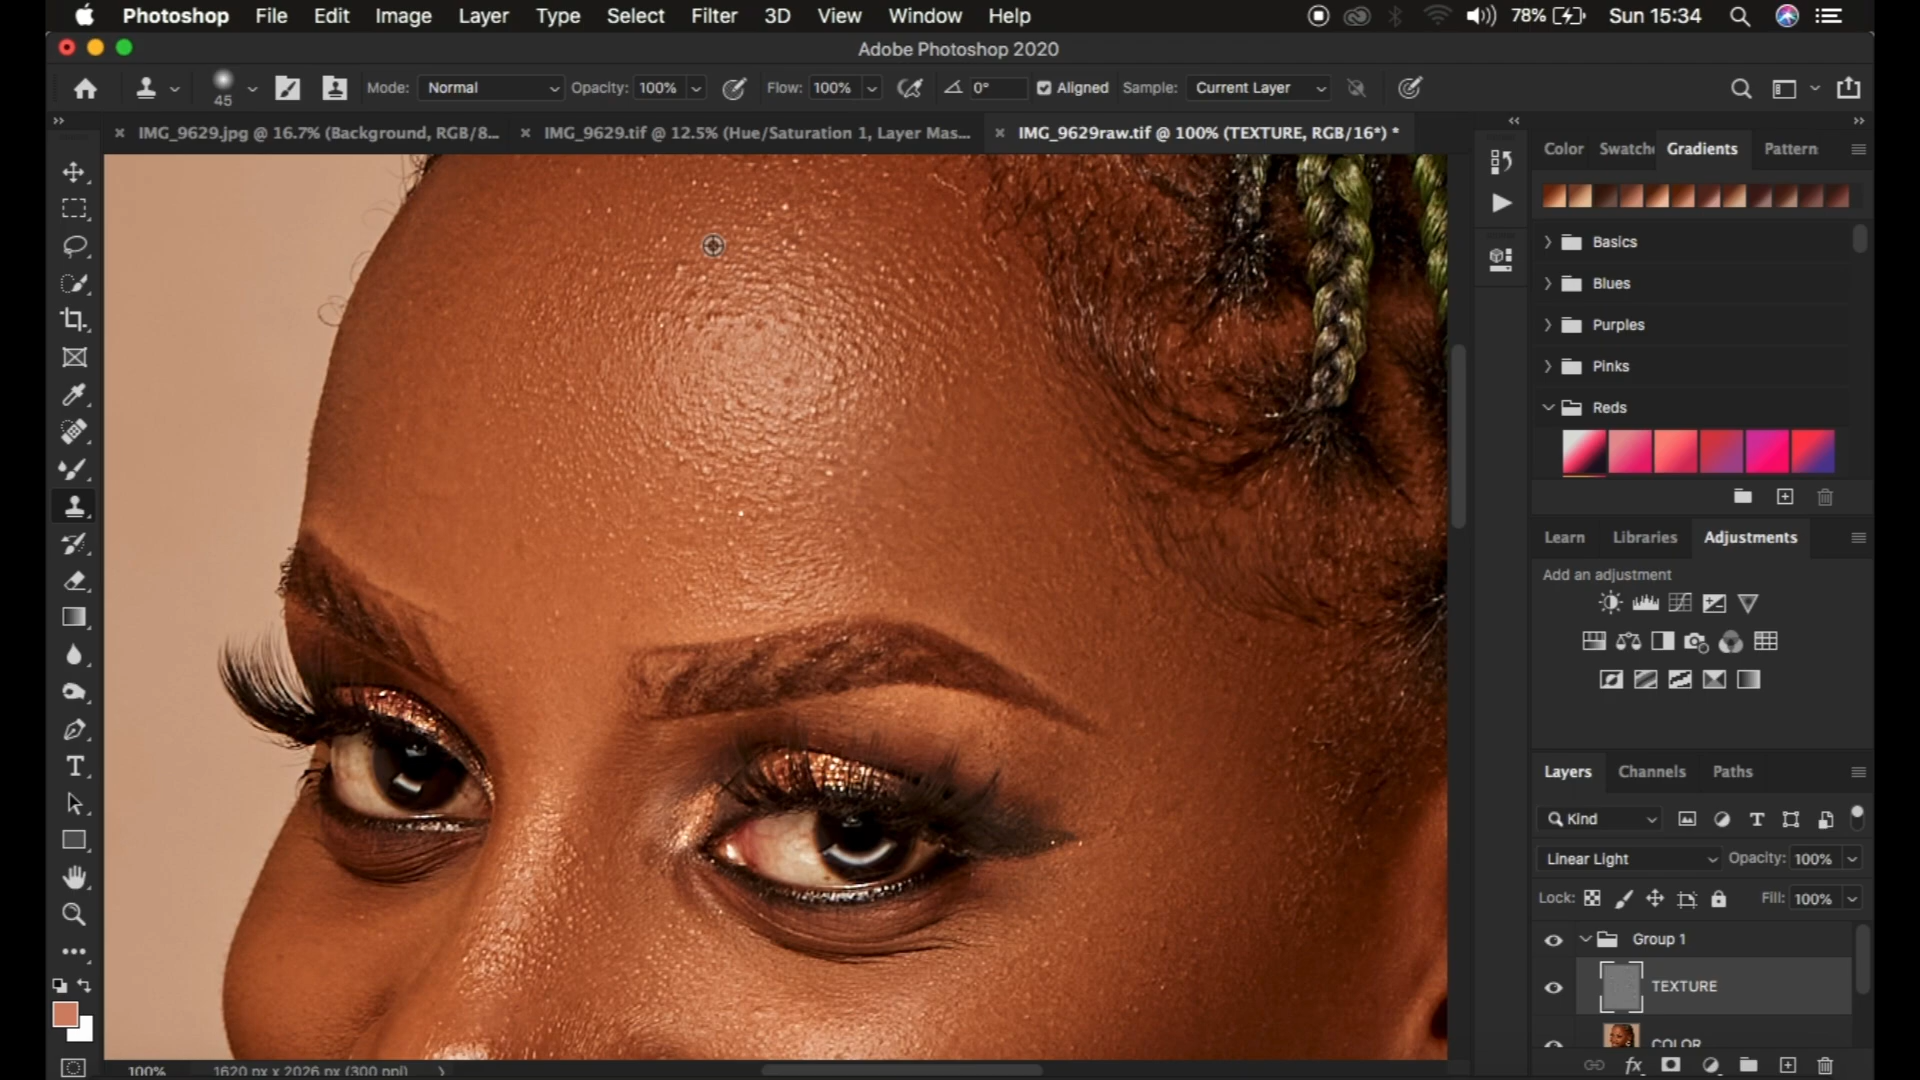 Photoshop File Edit Image Layer Type Select Filter 3D View Window Help 78% Sun 15:34
Adobe Photoshop 2020
45 Mode: Normal Opacity: 100% Flow: 100% 0° Aligned Sample: Current Layer
IMG_9629.jpg @ 16.7% (Background, RGB/8... IMG_9629.tif @ 12.5% (Hue/Saturation 1, Layer Mas... IMG_9629raw.tif @ 100% (TEXTURE, RGB/16*) *
Color Swatche Gradients Pattern
Basics
Blues
Purples
Pinks
Reds
Learn Libraries Adjustments
Add an adjustment
Layers Channels Paths
Kind
Linear Light Opacity: 100%
Lock: Fill: 100%
Group 1
TEXTURE
COLOR
100% 1620 px x 2026 px (300 ppi)